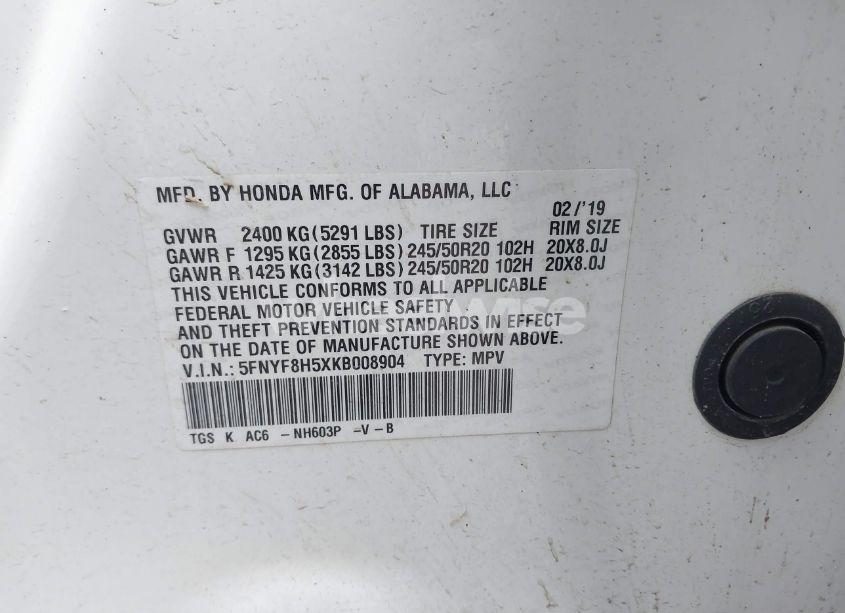 MFD. BY HONDA MFG. OF ALABAMA, LLC
02/'19
GVWR 2400 KG(5291 LBS) TIRE SIZE RIM SIZE
GAWR F 1295 KG(2855 LBS) 245/50R20 102H 20X8.0J
GAWR R 1425 KG(3142 LBS) 245/50R20 102H 20X8.0J
THIS VEHICLE CONFORMS TO ALL APPLICABLE
FEDERAL MOTOR VEHICLE SAFETY
AND THEFT PREVENTION STANDARDS IN EFFECT
ON THE DATE OF MANUFACTURE SHOWN ABOVE.
V.I.N.: 5FNYF8H5XKB008904 TYPE: MPV
TGS K AC6 -NH603P -V-B